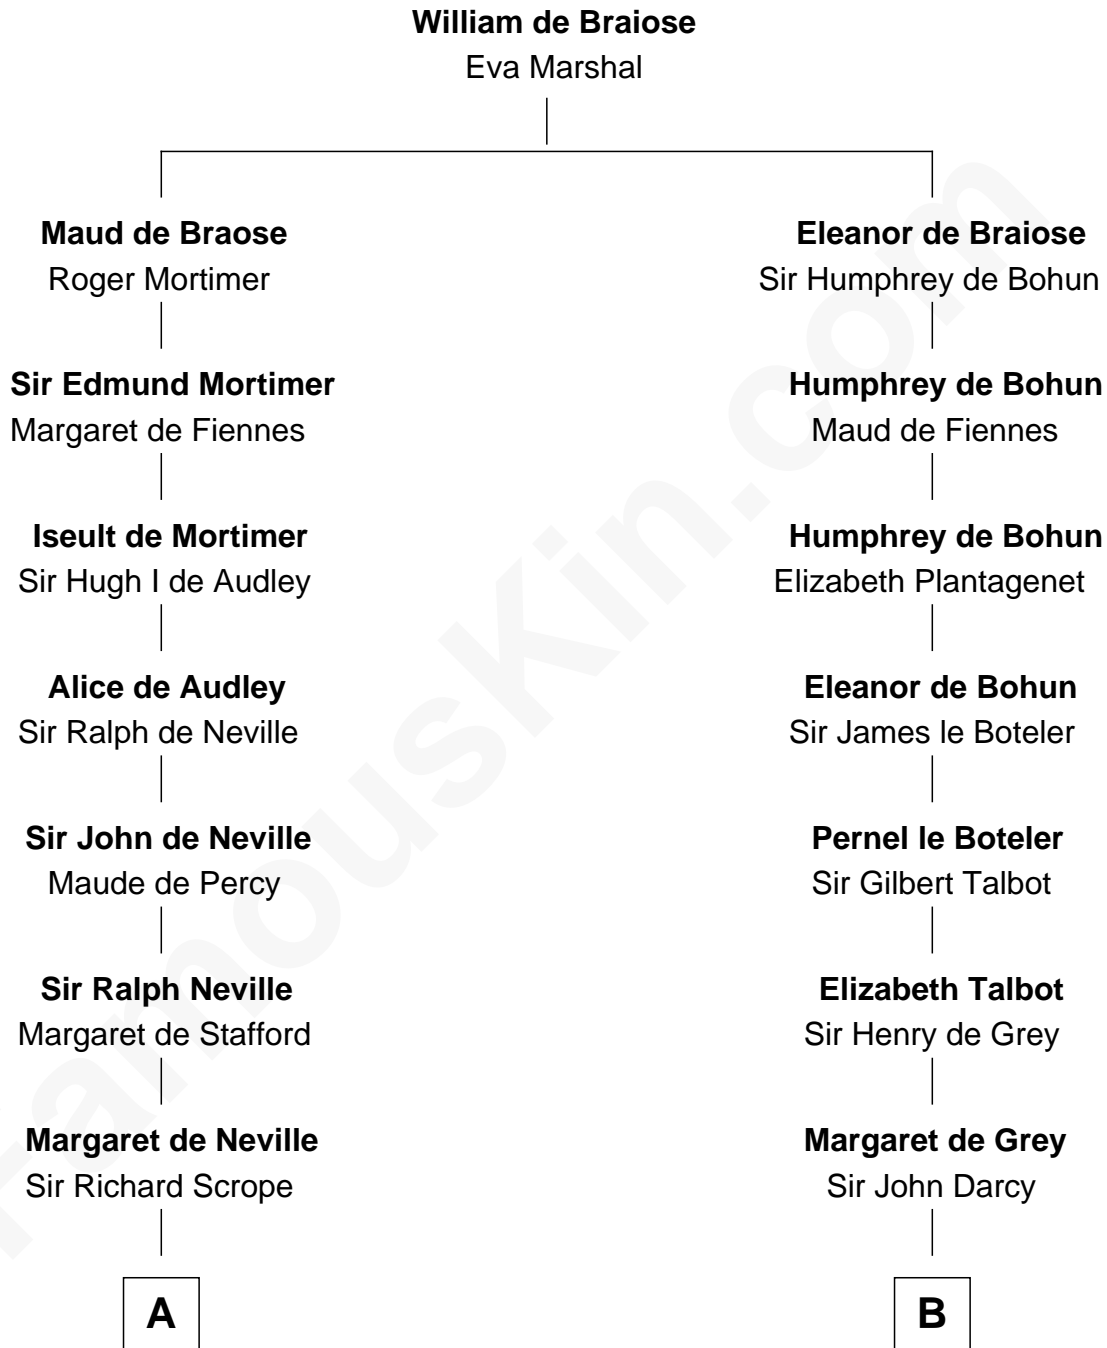 William de Braiose
Eva Marshal
Maud de Braose
Roger Mortimer
Eleanor de Braiose
Sir Humphrey de Bohun
Sir Edmund Mortimer
Margaret de Fiennes
Humphrey de Bohun
Maud de Fiennes
Iseult de Mortimer
Sir Hugh I de Audley
Humphrey de Bohun
Elizabeth Plantagenet
Alice de Audley
Sir Ralph de Neville
Eleanor de Bohun
Sir James le Boteler
Sir John de Neville
Maude de Percy
Pernel le Boteler
Sir Gilbert Talbot
Sir Ralph Neville
Margaret de Stafford
Elizabeth Talbot
Sir Henry de Grey
Margaret de Neville
Sir Richard Scrope
Margaret de Grey
Sir John Darcy
A
B
FamousKin.com